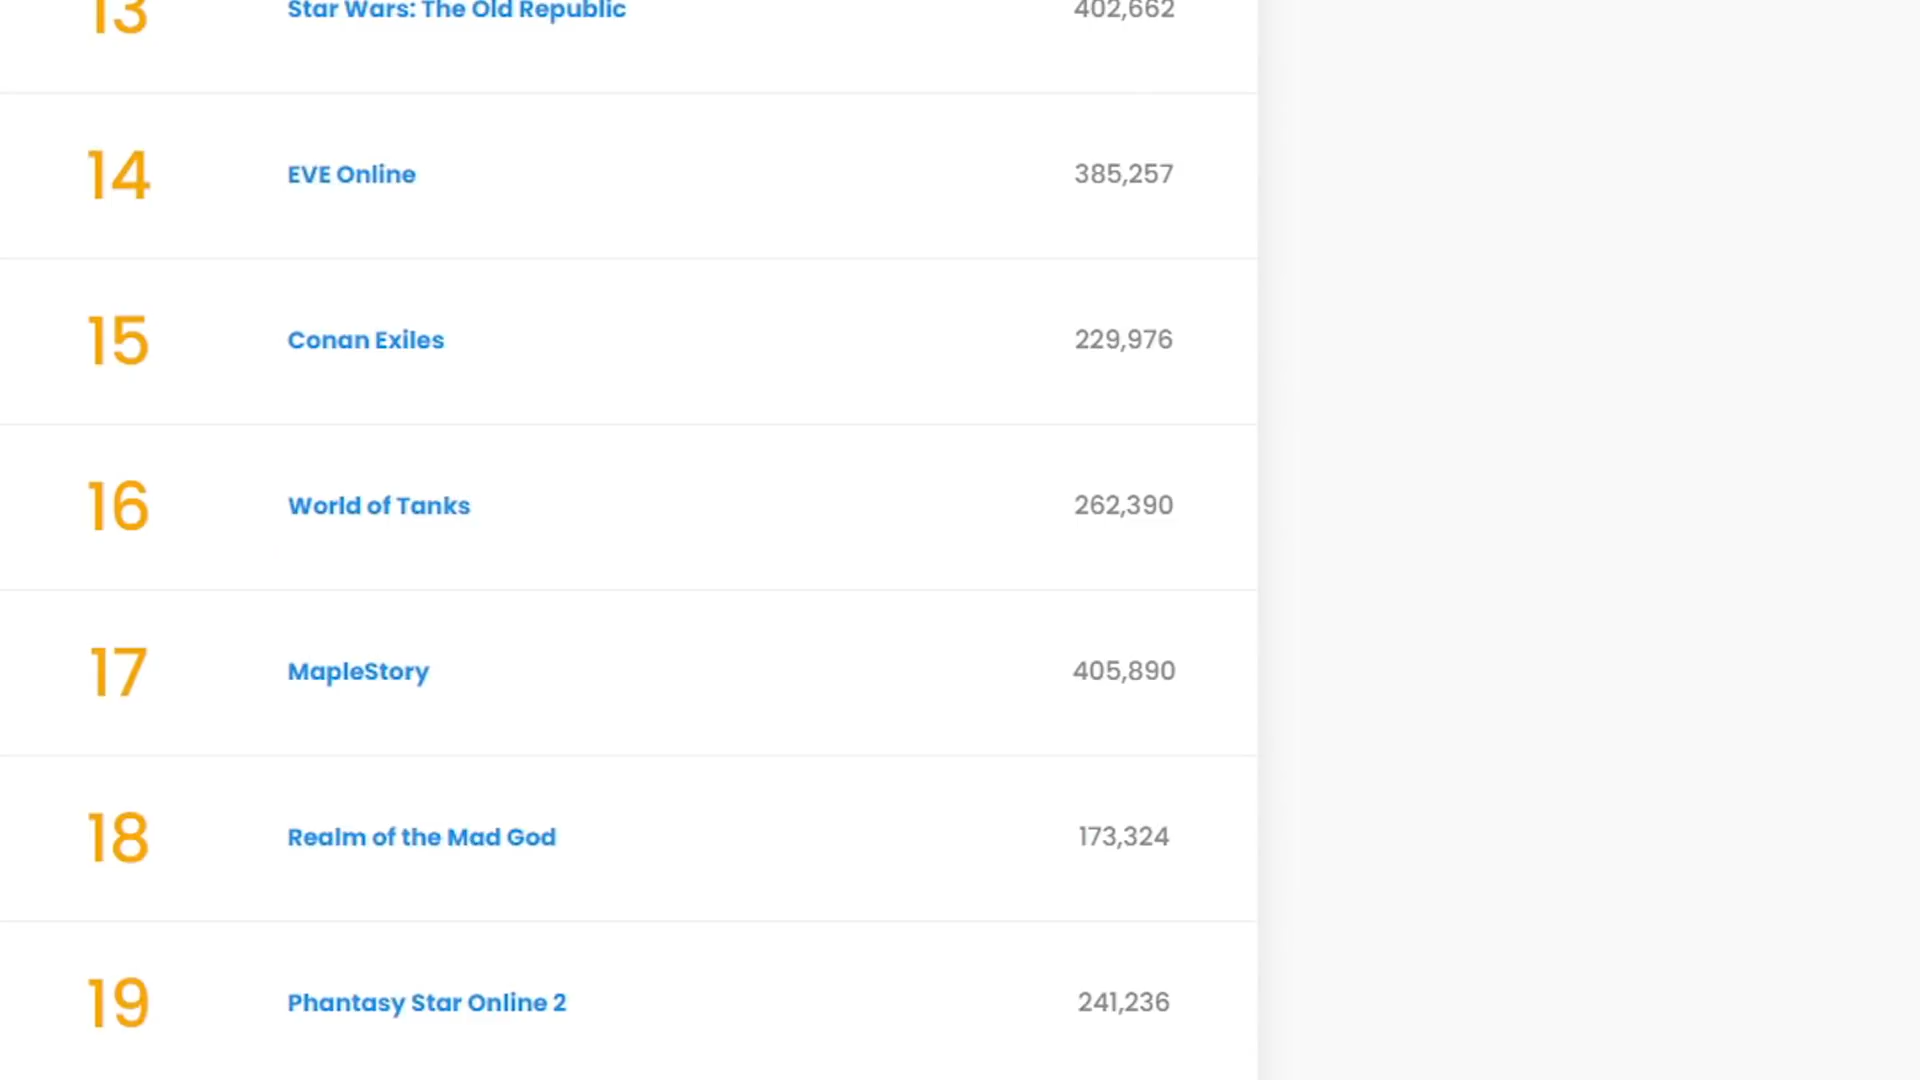 13 Star Wars: The Old Republic 402,662
14 EVE Online 385,257
15 Conan Exiles 229,976
16 World of Tanks 262,390
17 MapleStory 405,890
18 Realm of the Mad God 173,324
19 Phantasy Star Online 2 241,236